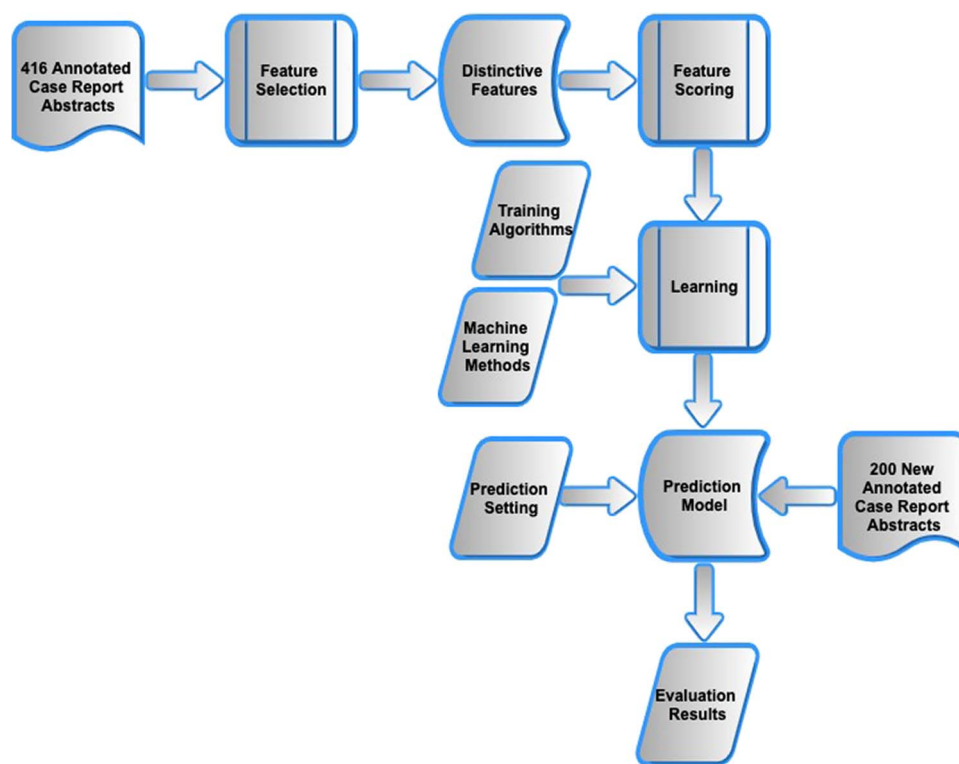 416 Annotated
Case Report
Abstracts
Feature
Selection
Distinctive
Features
Feature
Scoring
Training
Algorithms
Learning
Machine
Learning
Methods
Prediction
Setting
Prediction
Model
200 New
Annotated
Case Report
Abstracts
Evaluation
Results